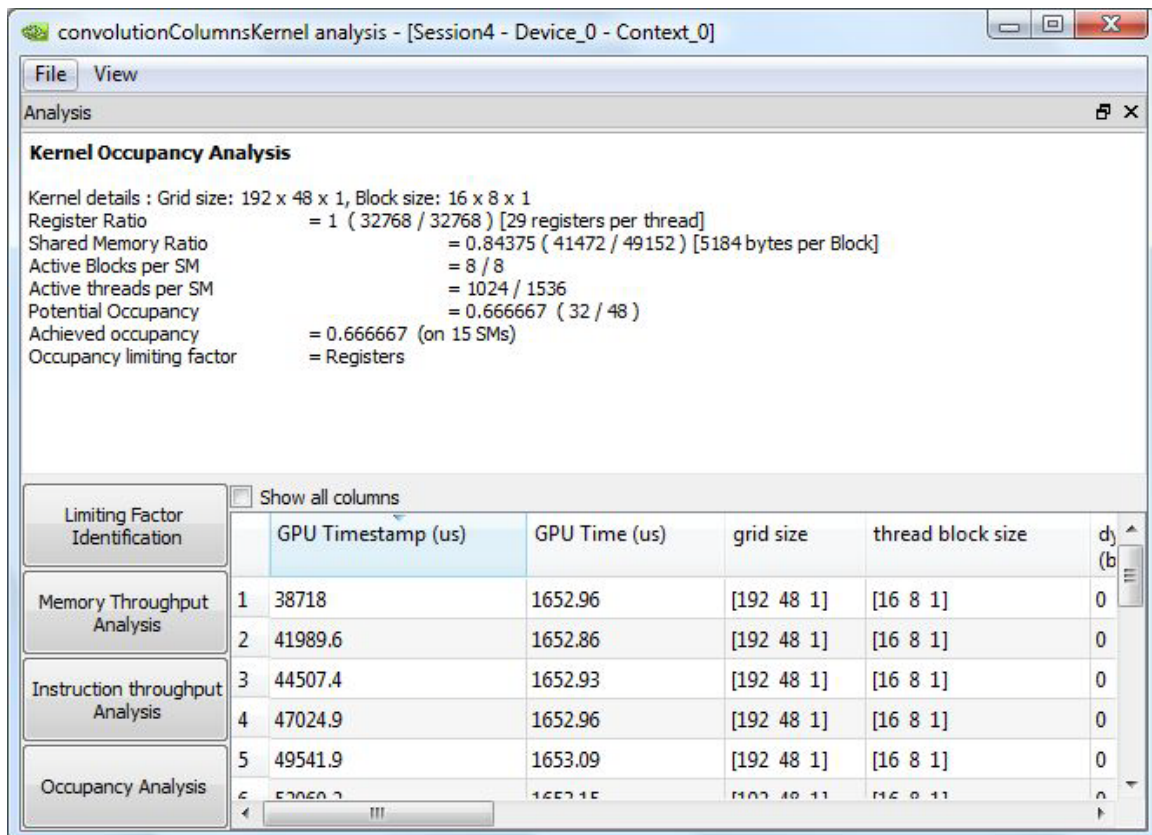 convolutionColumnsKernel analysis - [Session4 - Device_0 - Context_0]
File View
Analysis
Kernel Occupancy Analysis
Kernel details : Grid size: 192 x 48 x 1, Block size: 16 x 8 x 1
Register Ratio = 1 ( 32768 / 32768 ) [29 registers per thread]
Shared Memory Ratio = 0.84375 ( 41472 / 49152 ) [5184 bytes per Block]
Active Blocks per SM = 8 / 8
Active threads per SM = 1024 / 1536
Potential Occupancy = 0.666667 ( 32 / 48 )
Achieved occupancy = 0.666667 (on 15 SMs)
Occupancy limiting factor = Registers
Limiting Factor
Identification
Memory Throughput
Analysis
Instruction throughput
Analysis
Occupancy Analysis
Show all columns
GPU Timestamp (us) GPU Time (us) grid size thread block size
1 38718 1652.96 [192 48 1] [16 8 1] 0
2 41989.6 1652.86 [192 48 1] [16 8 1] 0
3 44507.4 1652.93 [192 48 1] [16 8 1] 0
4 47024.9 1652.96 [192 48 1] [16 8 1] 0
5 49541.9 1653.09 [192 48 1] [16 8 1] 0